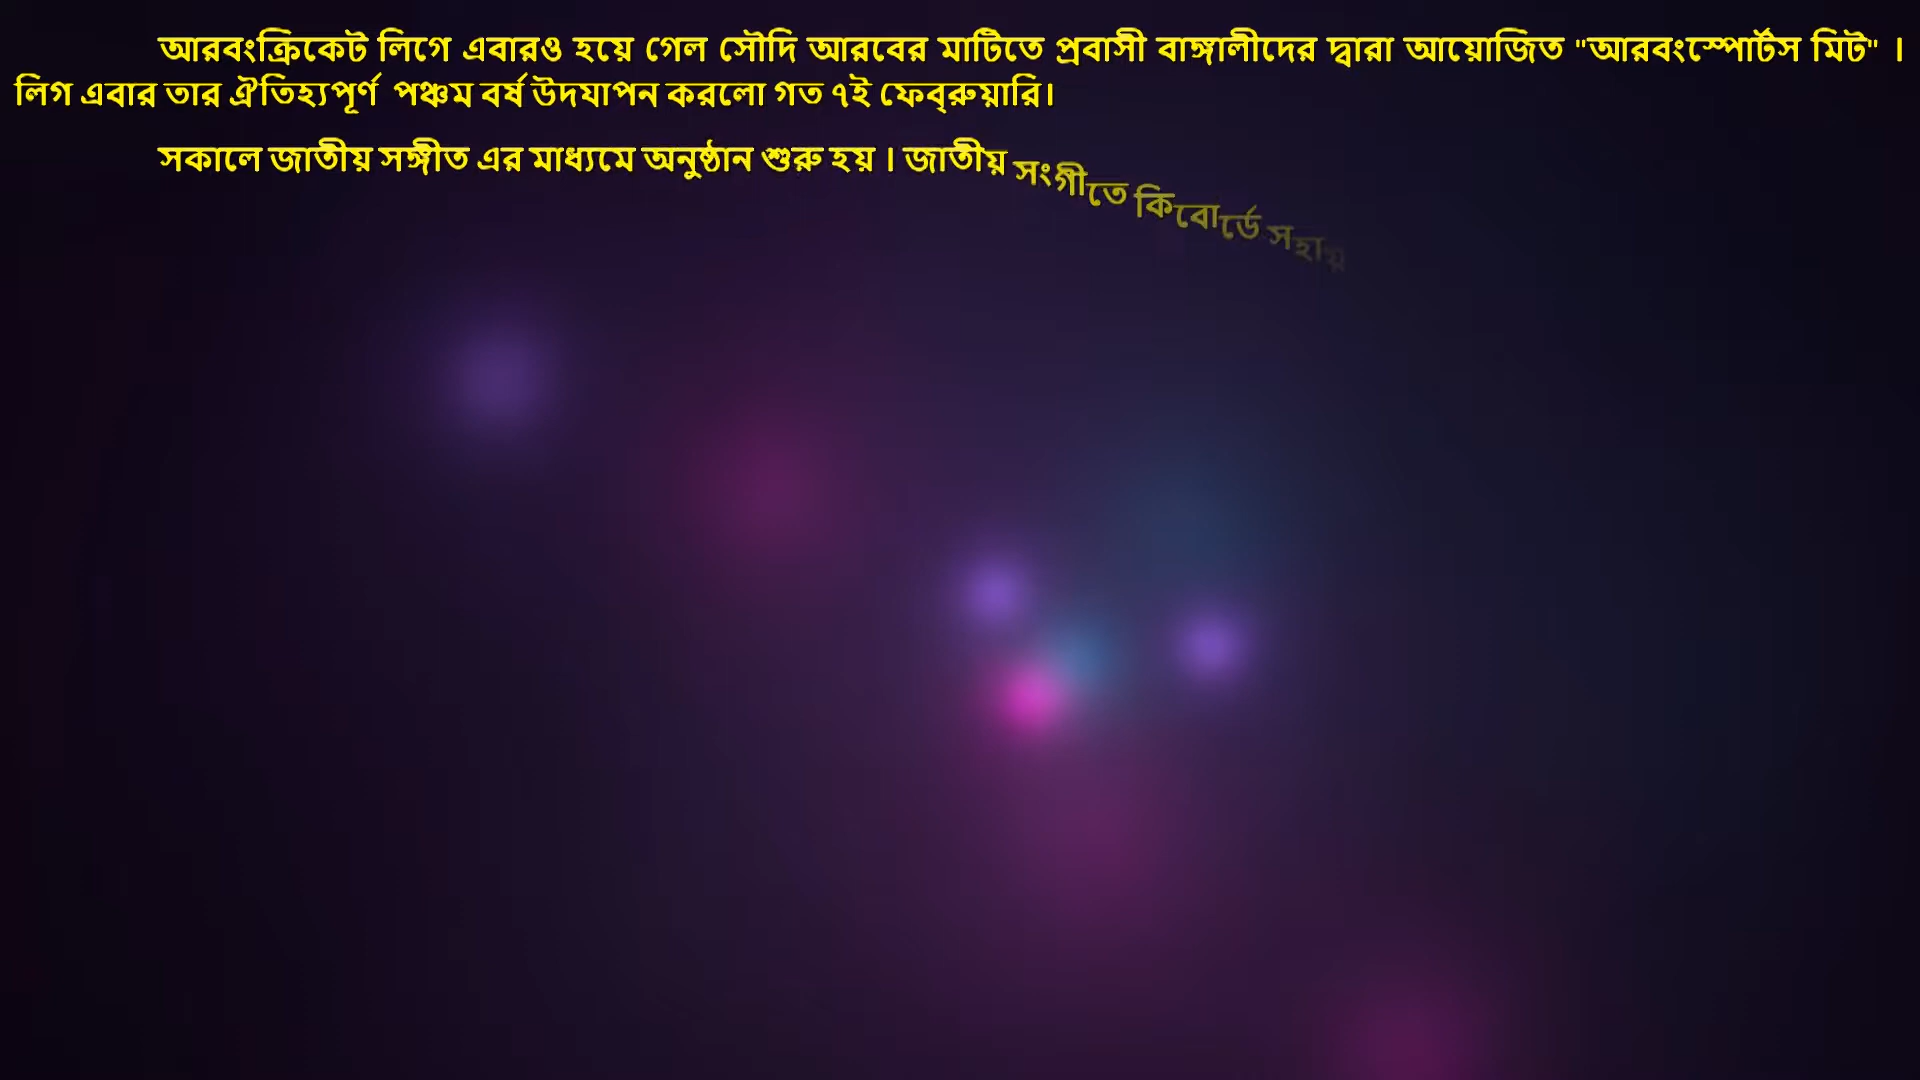 আরবংক্রিকেট লিগে এবারও হয়ে গেল সৌদি আরবের মাটিতে প্রবাসী বাঙ্গালীদের দ্বারা আয়োজিত "আরবংস্পোর্টস মিট" ।
লিগ এবার তার ঐতিহ্যপূর্ণ পঞ্চম বর্ষ উদযাপন করলো গত ৭ই ফেব্রুয়ারি।
সকালে জাতীয় সঙ্গীত এর মাধ্যমে অনুষ্ঠান শুরু হয় । জাতীয় সংগীতে কিবোর্ডে সহায়